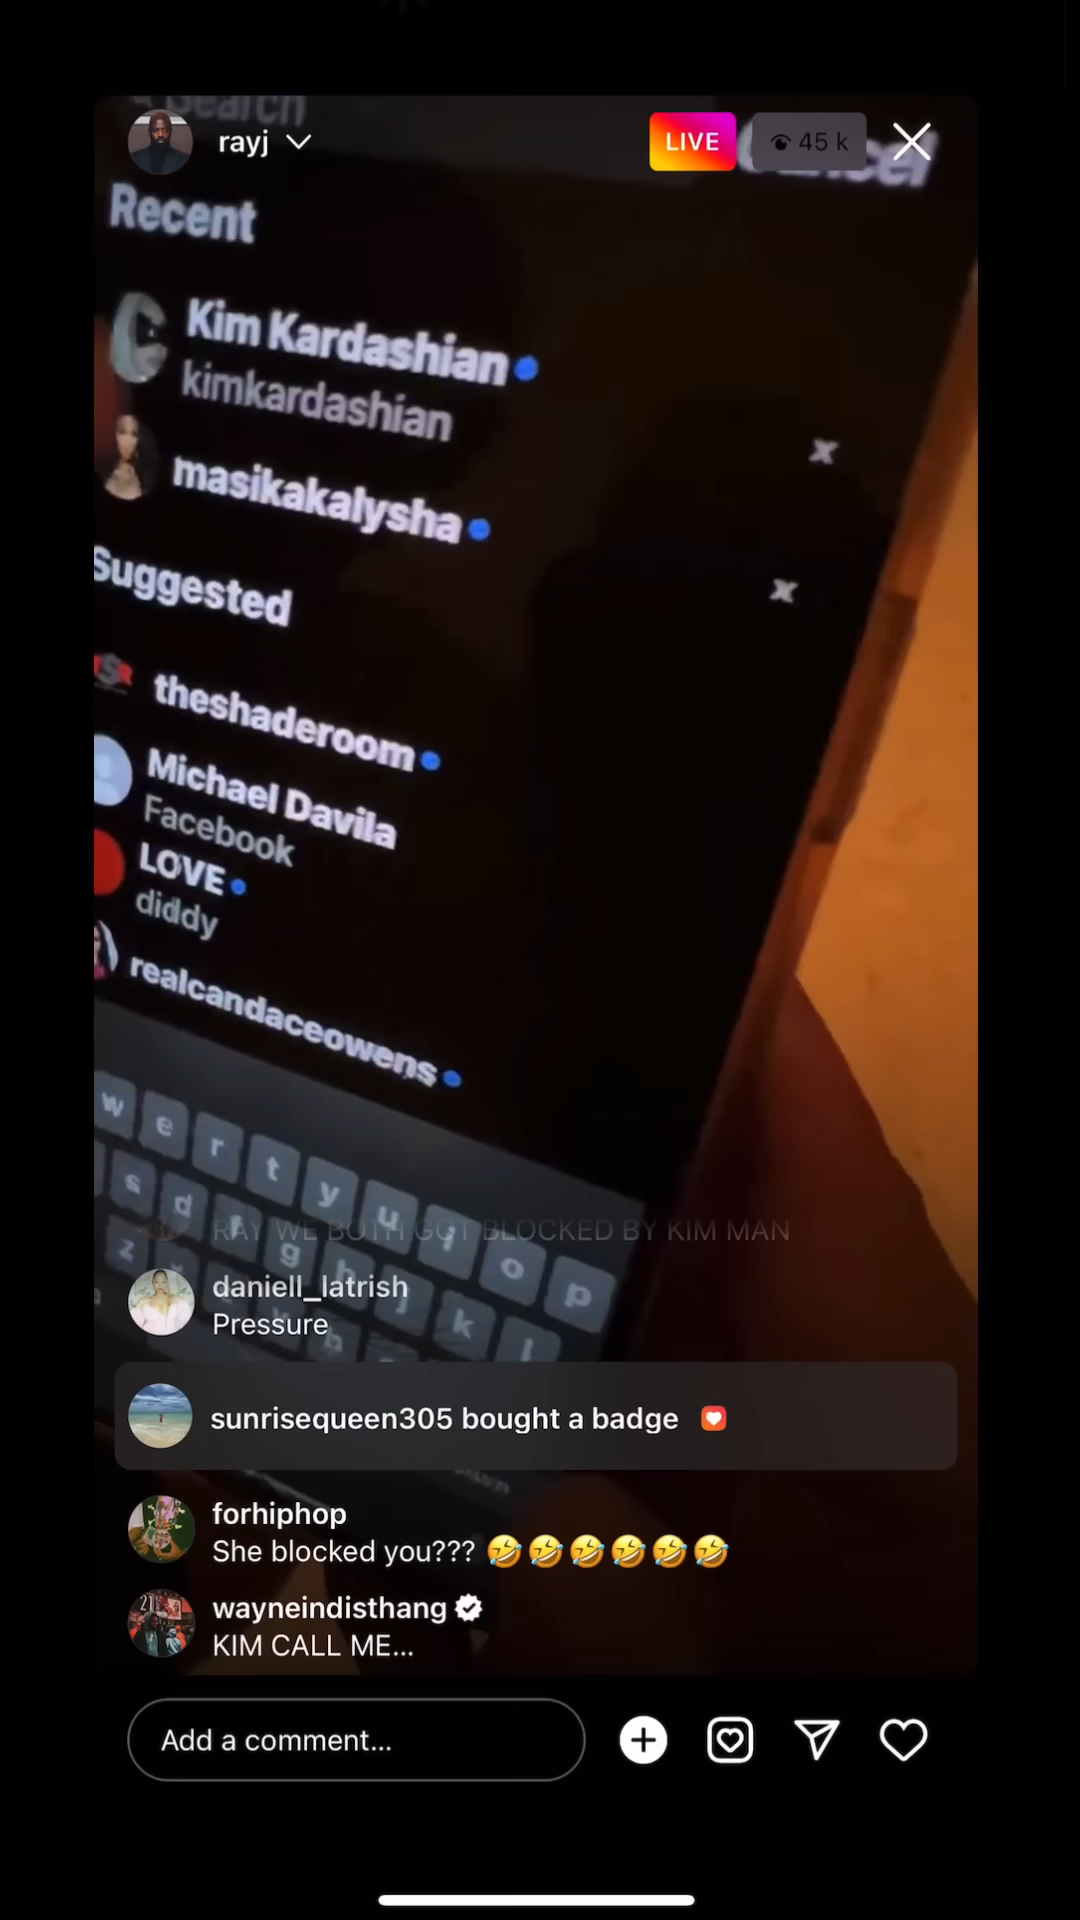 Search
rayj
LIVE
45 k
Cancel
Recent
Kim Kardashian
kimkardashian
masikakalysha
Suggested
theshaderoom
Michael Davila
Facebook
LOVE
diddy
realcandaceowens
w e r t y u i o p
s d f g h j k l
z
RAY WE BOTH GOT BLOCKED BY KIM MAN
daniell_latrish
Pressure
sunrisequeen305 bought a badge
forhiphop
She blocked you??? 🤣🤣🤣🤣🤣🤣
wayneindisthang
KIM CALL ME...
Add a comment...